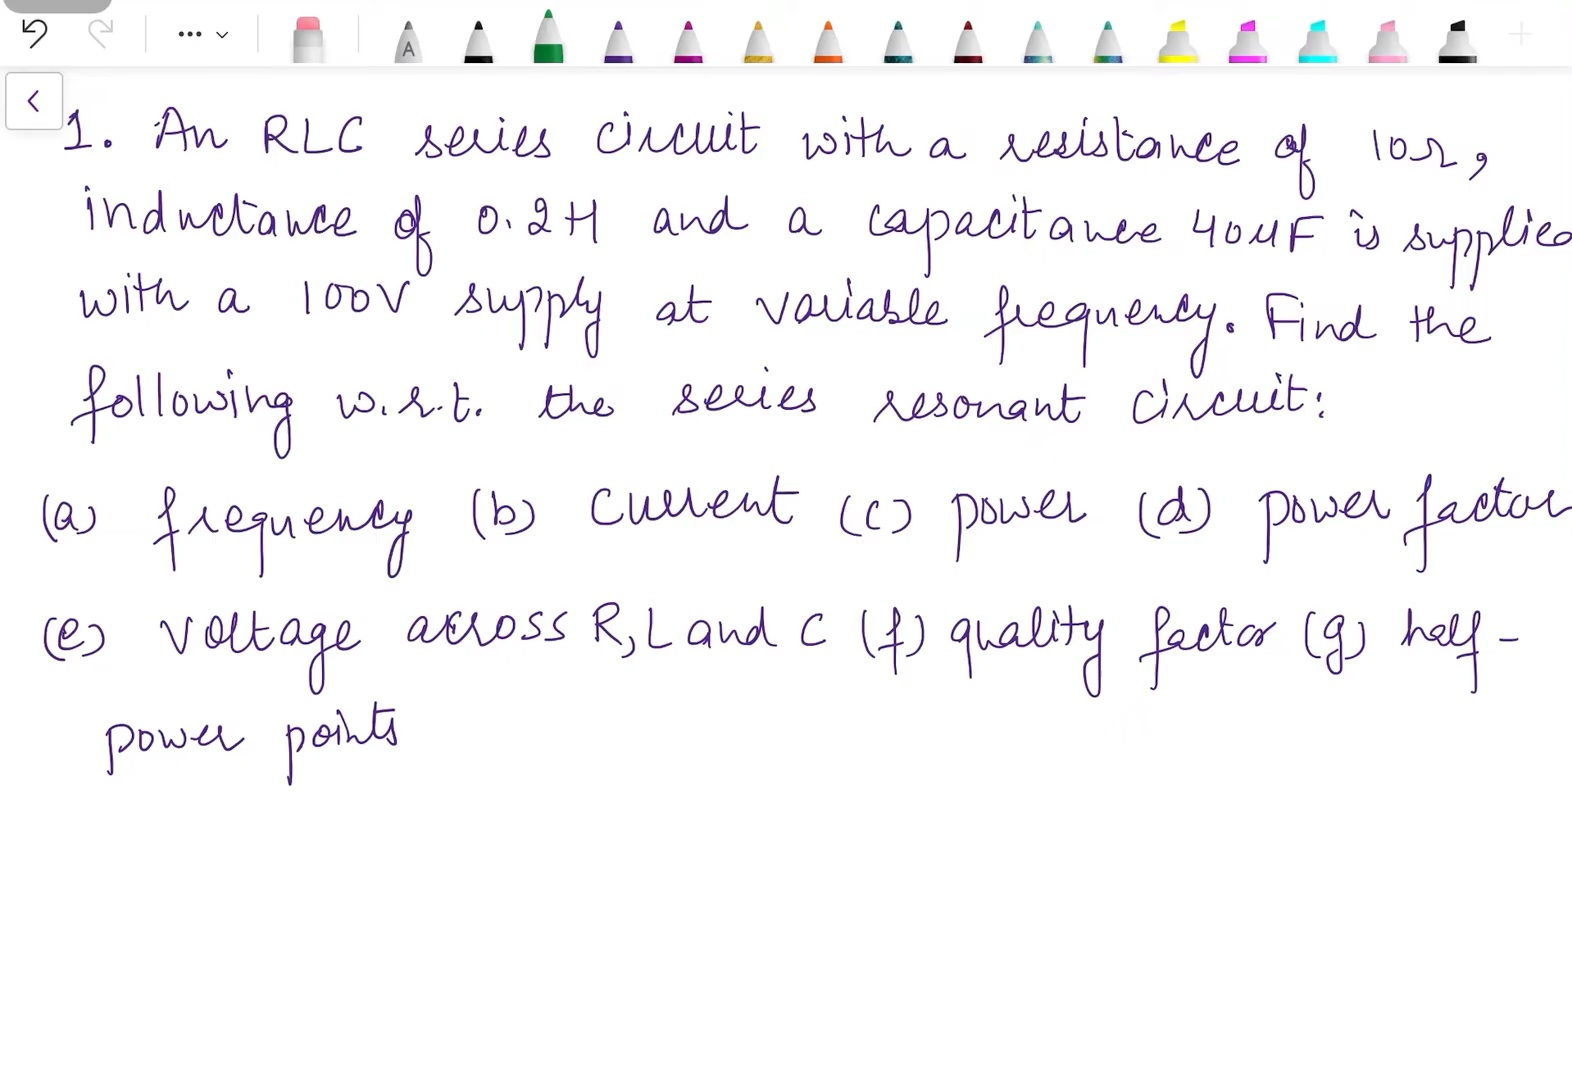 A
1. An RLC series circuit with a resistance of 10Ω,
inductance of 0.2H and a capacitance 40μF is supplied
with a 100V supply at variable frequency. Find the
following w.r.t. the series resonant circuit:
(a) frequency (b) current (c) power (d) power factor
(e) voltage across R, L and C (f) quality factor (g) half-
power points